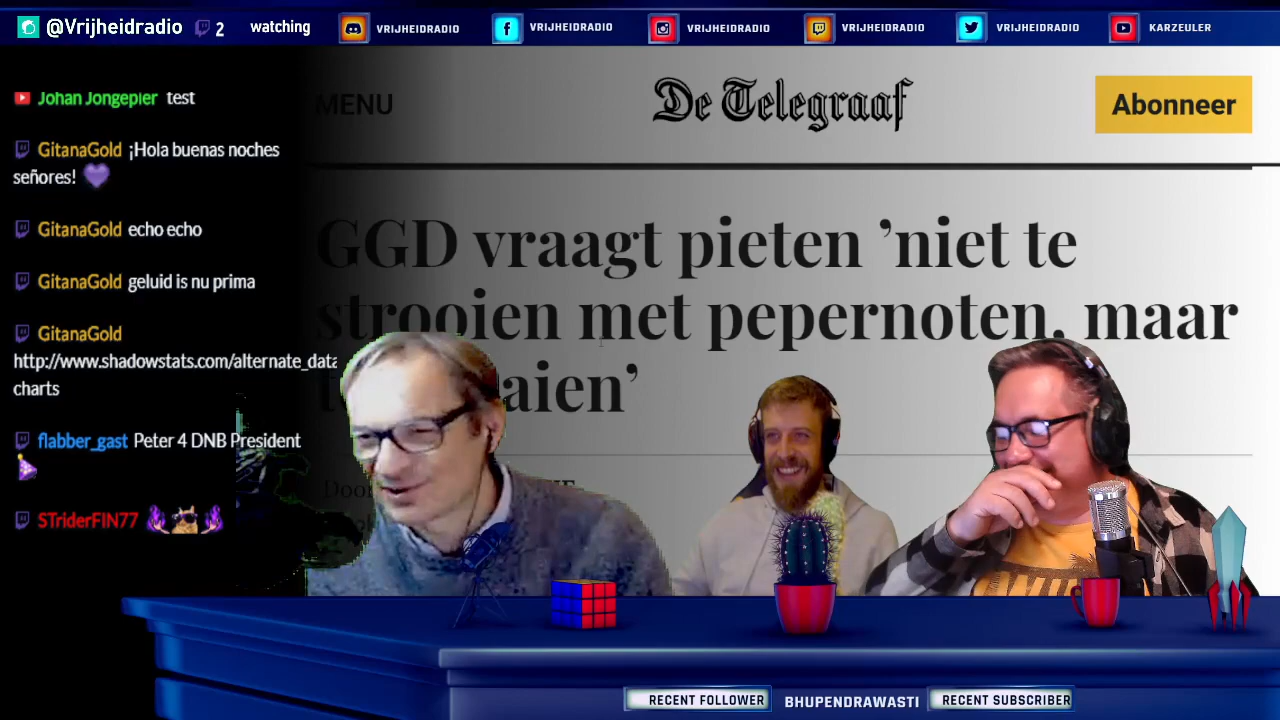 @Vrijheidradio 2 watching VRIJHEIDRADIO VRIJHEIDRADIO VRIJHEIDRADIO VRIJHEIDRADIO VRIJHEIDRADIO KARZEULER
MENU De Telegraaf Abonneer
Johan Jongepier test
GitanaGold ¡Hola buenas noches
señores!
GitanaGold echo echo
GitanaGold geluid is nu prima
GitanaGold
http://www.shadowstats.com/alternate_data
charts
flabber_gast Peter 4 DNB President
STriderFIN77
GGD vraagt pieten ’niet te
strooien met pepernoten, maar
aien’
Door
RECENT FOLLOWER BHUPENDRAWASTI RECENT SUBSCRIBER